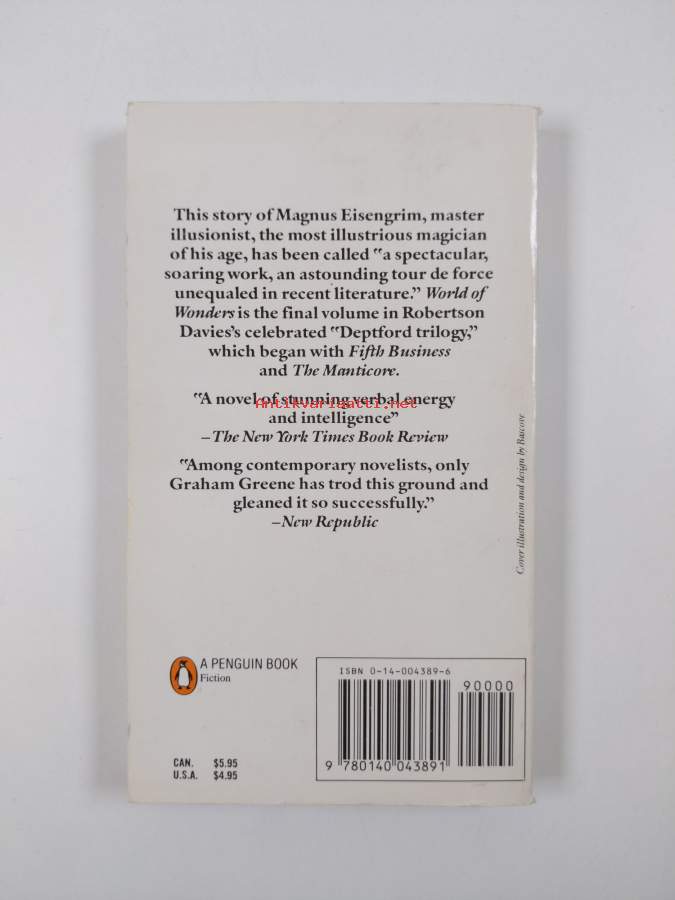 This story of Magnus Eisengrim, master
illusionist, the most illustrious magician
of his age, has been called "a spectacular,
soaring work, an astounding tour de force
unequaled in recent literature." World of
Wonders is the final volume in Robertson
Davies's celebrated "Deptford trilogy,"
which began with Fifth Business
and The Manticore.
"A novel of stunning verbal energy
Antikvariaatti.net
and intelligence"
–The New York Times Book Review
"Among contemporary novelists, only
Graham Greene has trod this ground and
gleaned it so successfully."
–New Republic
Cover illustration and design by Bascove
A PENGUIN BOOK
Fiction
ISBN 0-14-004389-6
90000
9 780140 043891
CAN. $5.95
U.S.A. $4.95